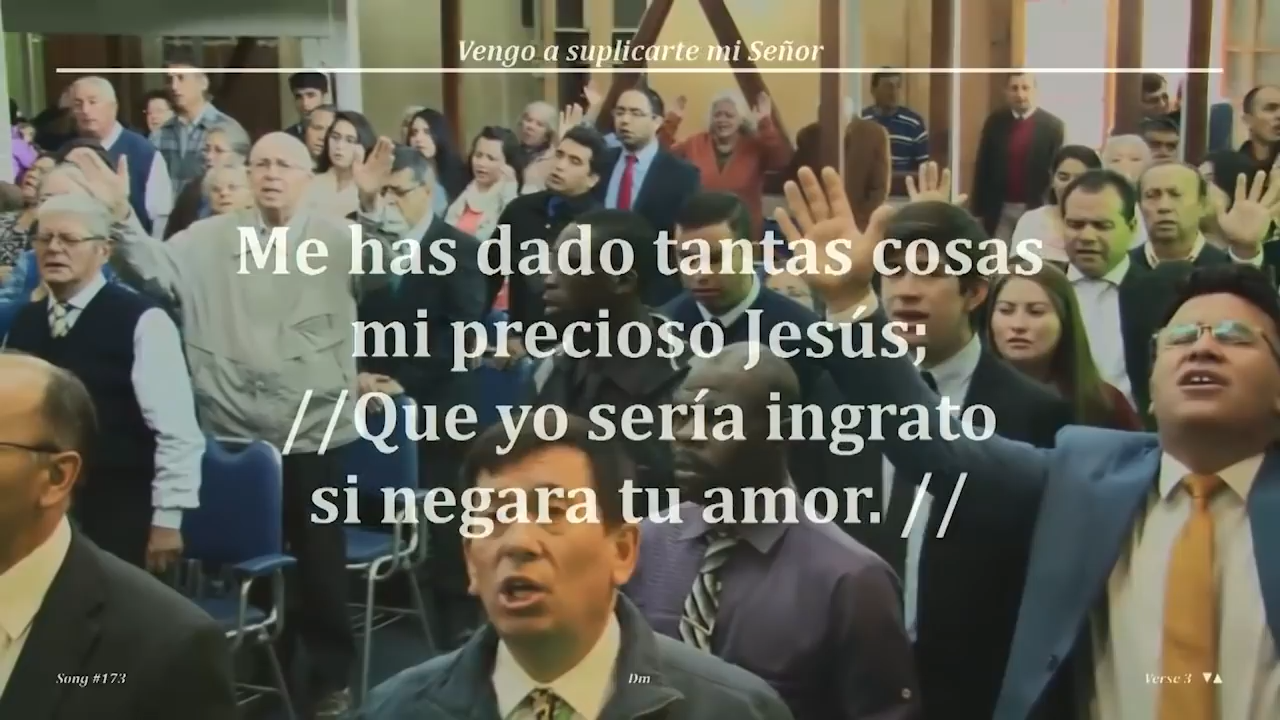 Vengo a suplicarte mi Señor
Me has dado tantas cosas
mi precioso Jesús;
//Que yo sería ingrato
si negara tu amor. //
Song #173
Dm
Verse 3 ▼▲